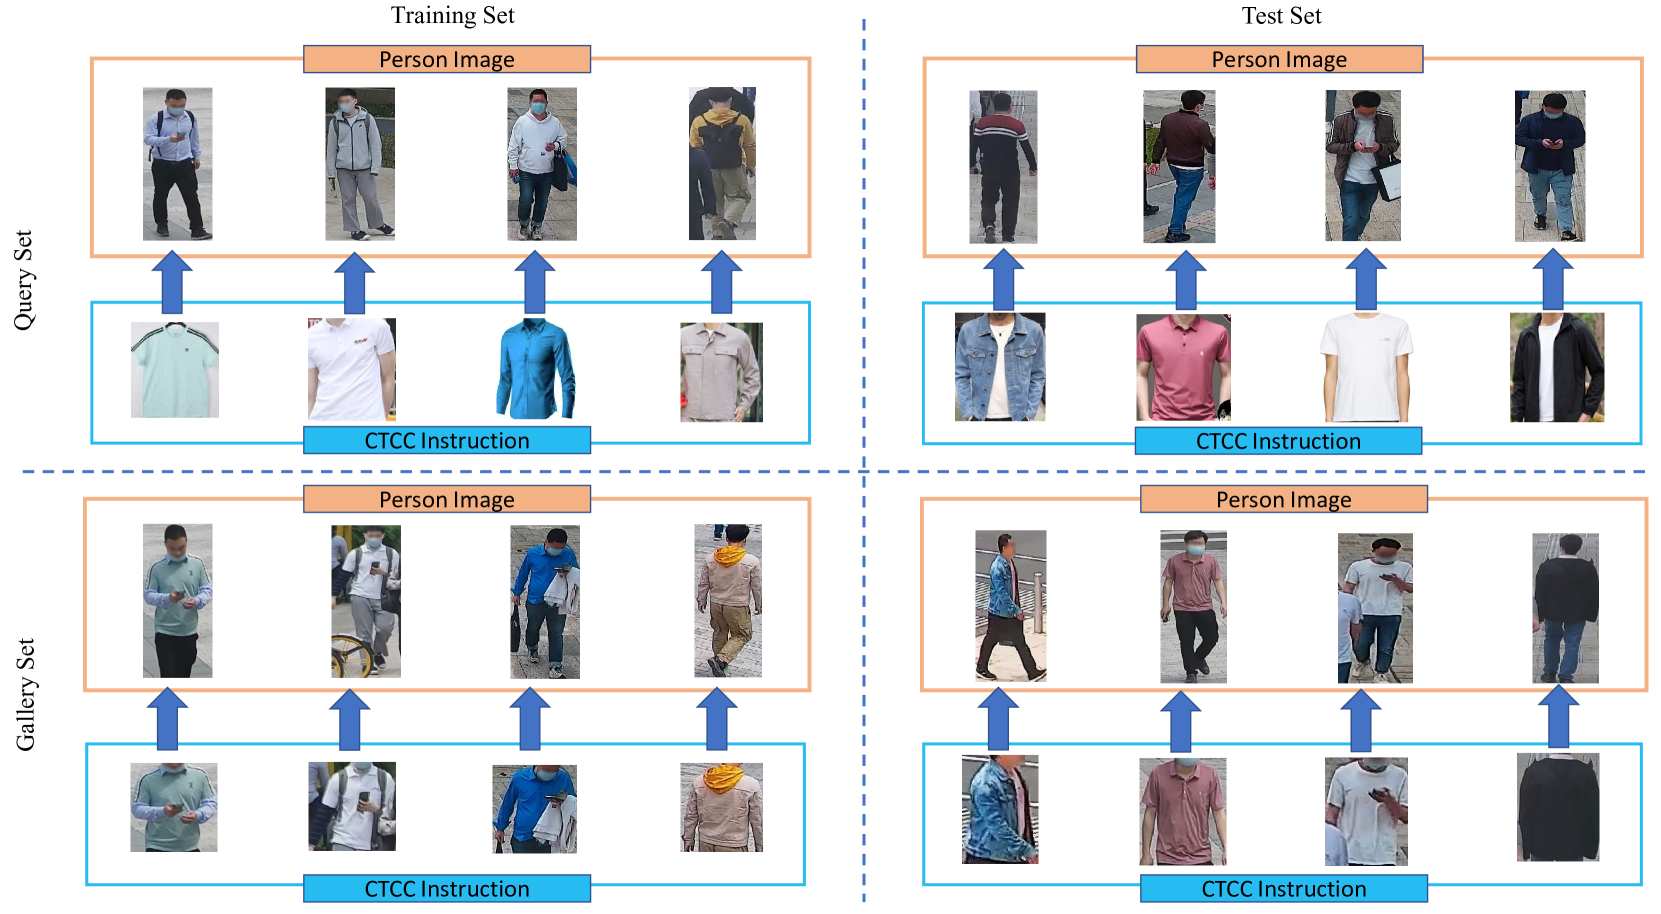 Training Set
Test Set
Person Image
Person Image
Query Set
CTCC Instruction
CTCC Instruction
Person Image
Person Image
Gallery Set
CTCC Instruction
CTCC Instruction